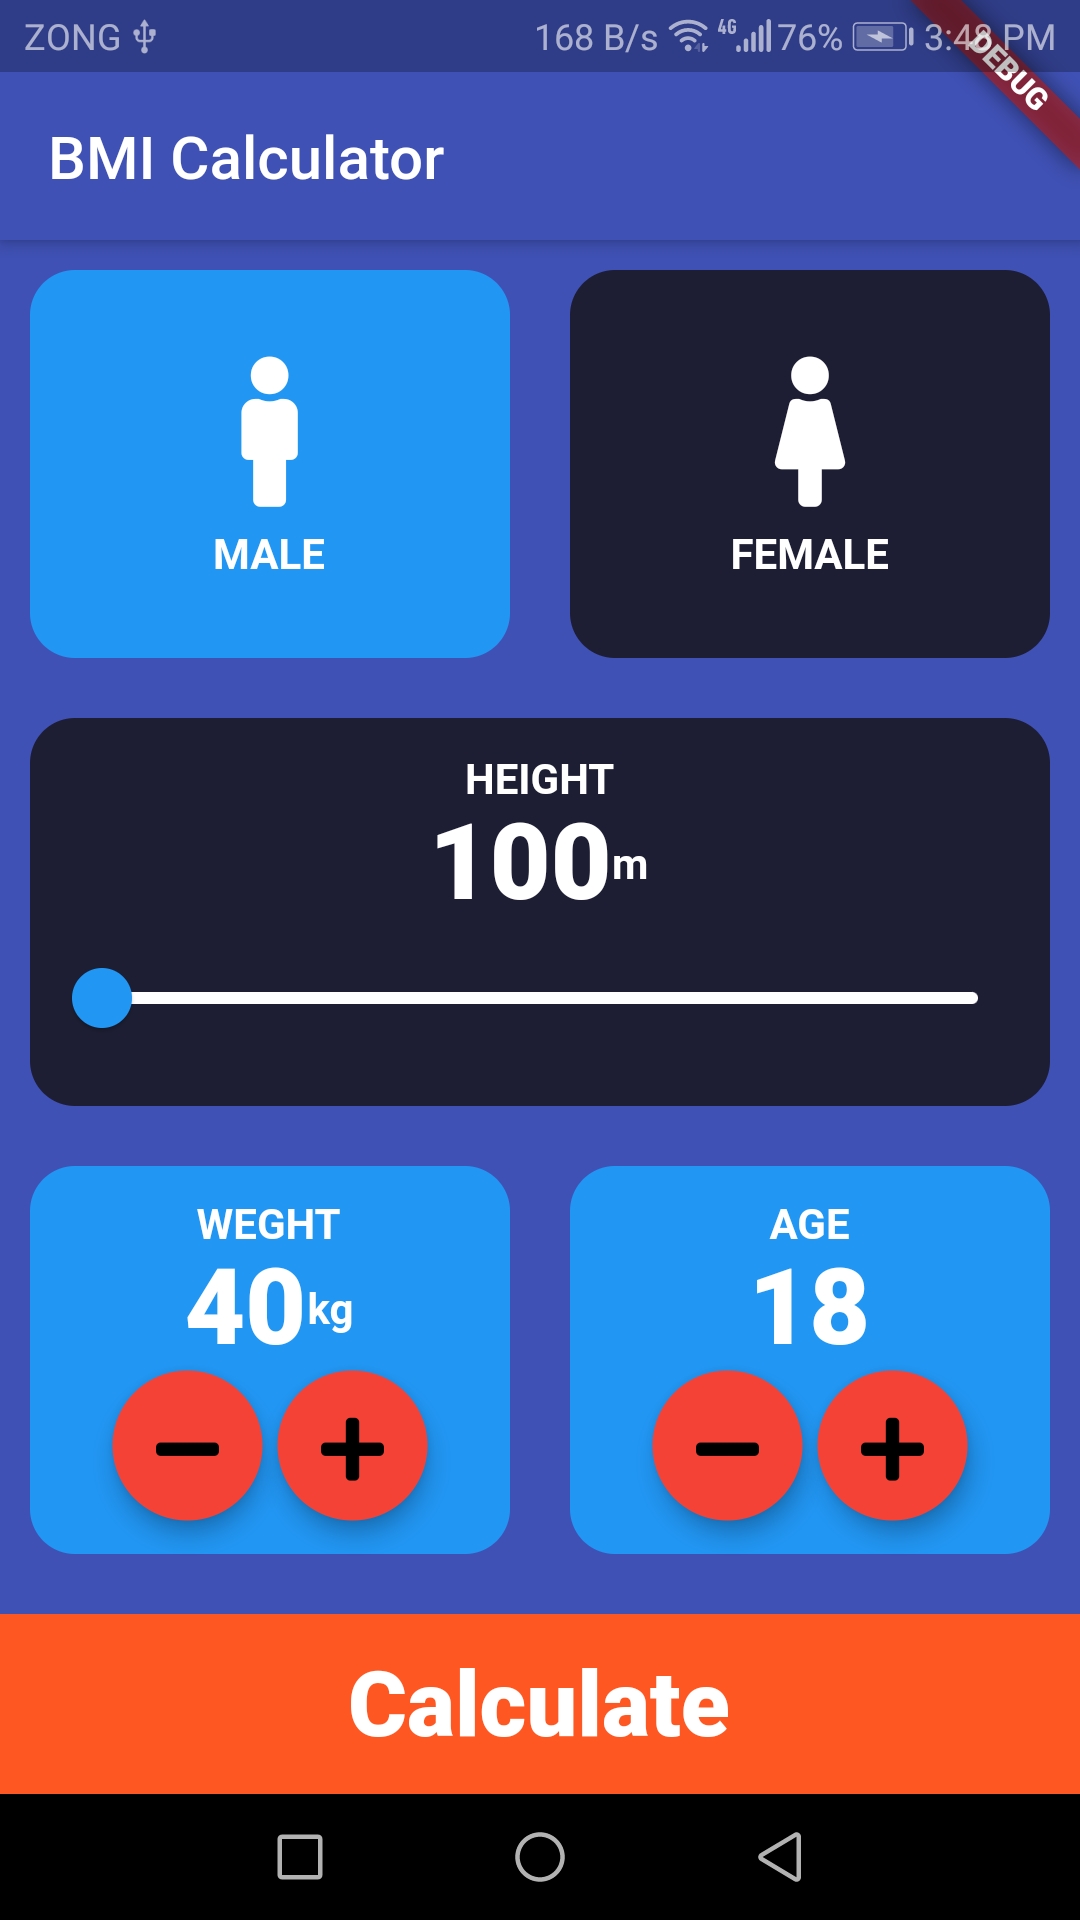 ZONG 168 B/s 4G 76% 3:48 PM
DEBUG
BMI Calculator
MALE FEMALE
HEIGHT
100m
WEGHT AGE
40kg 18
Calculate